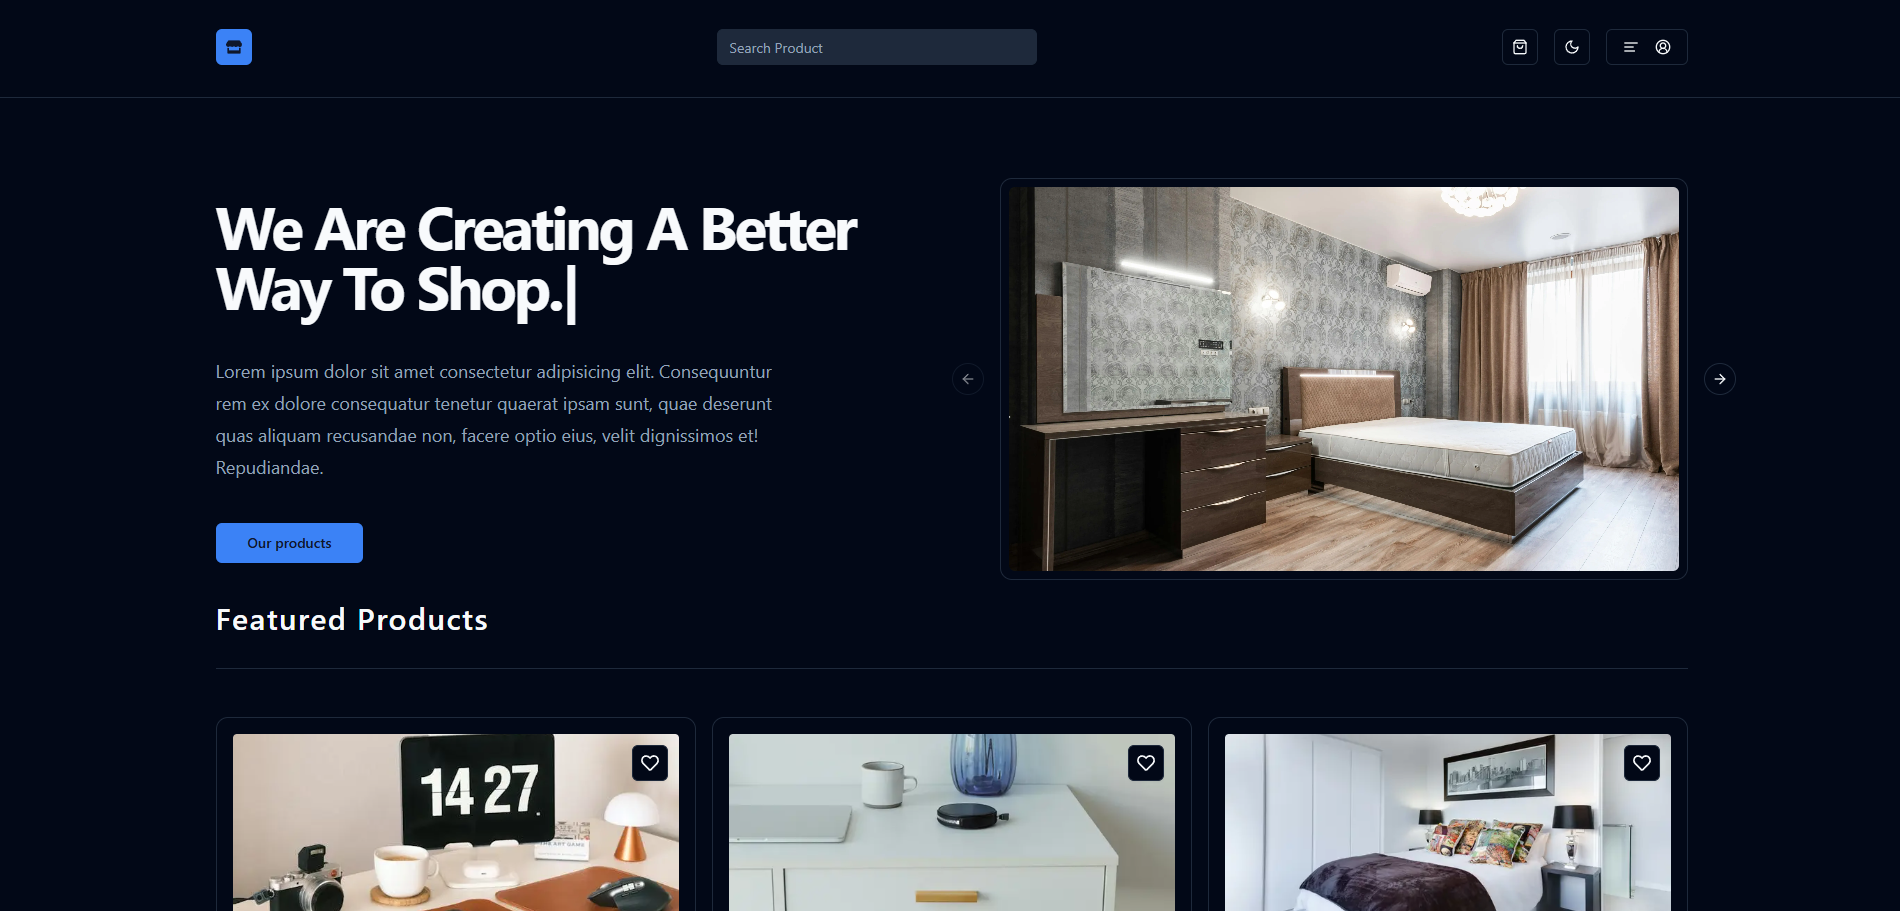 Search Product
We Are Creating A Better
Way To Shop.|
Lorem ipsum dolor sit amet consectetur adipisicing elit. Consequuntur
rem ex dolore consequatur tenetur quaerat ipsam sunt, quae deserunt
quas aliquam recusandae non, facere optio eius, velit dignissimos et!
Repudiandae.
Our products
Featured Products
14 27